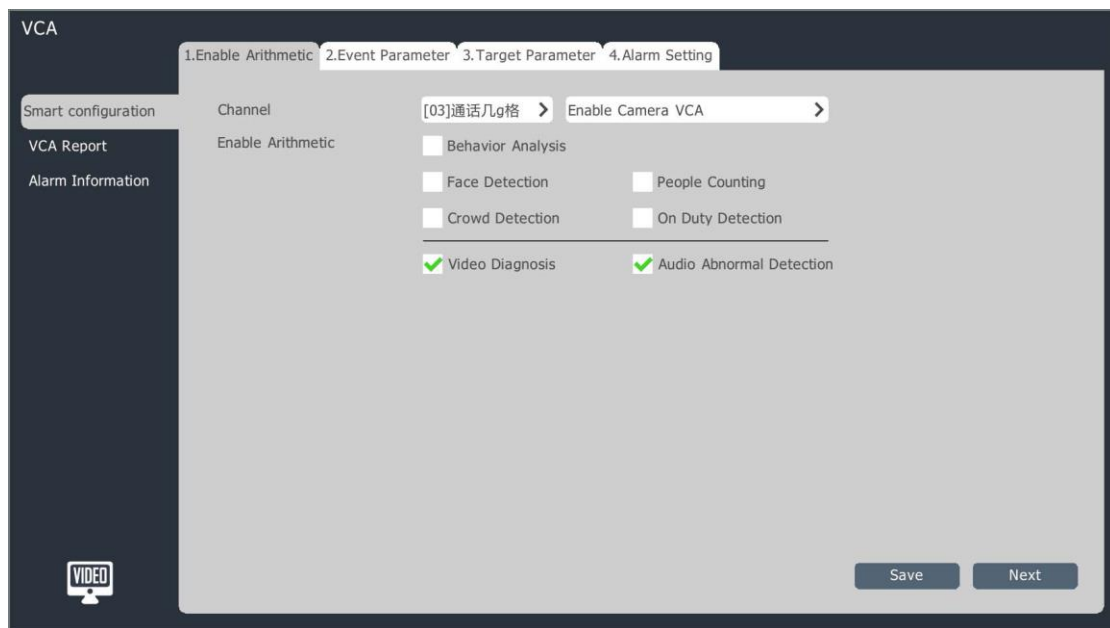 VCA
1.Enable Arithmetic 2.Event Parameter 3.Target Parameter 4.Alarm Setting
Smart configuration
VCA Report
Alarm Information
Channel [03]通话几g格 Enable Camera VCA
Enable Arithmetic Behavior Analysis
Face Detection People Counting
Crowd Detection On Duty Detection
Video Diagnosis Audio Abnormal Detection
VIDEO
Save Next